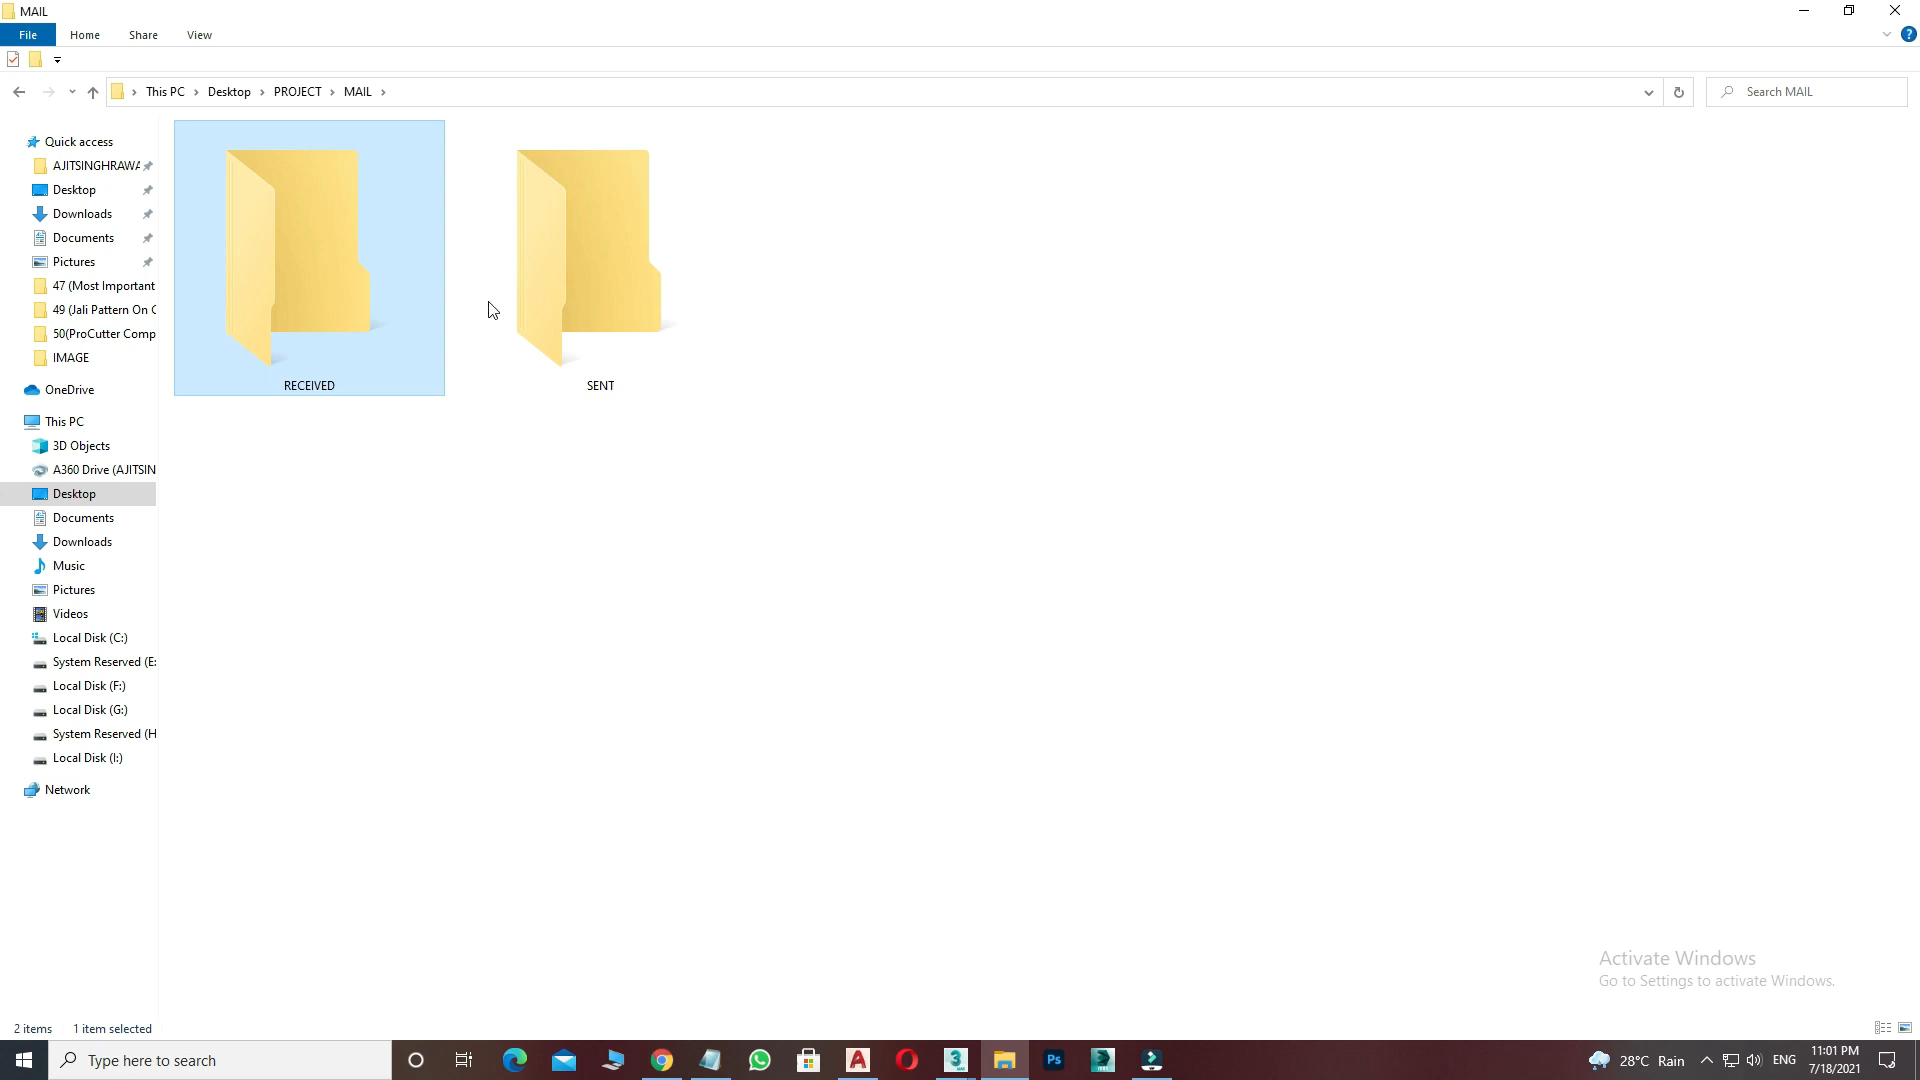 MAIL
File Home Share View
This PC Desktop PROJECT MAIL
Search MAIL
Quick access
AJITSINGHRAWA
Desktop
Downloads
Documents
Pictures
47 (Most Important
49 (Jali Pattern On C
50(ProCutter Comp
IMAGE
OneDrive
This PC
3D Objects
A360 Drive (AJITSIN
Desktop
Documents
Downloads
Music
Pictures
Videos
Local Disk (C:)
System Reserved (E:
Local Disk (F:)
Local Disk (G:)
System Reserved (H
Local Disk (I:)
Network
RECEIVED SENT
Activate Windows
Go to Settings to activate Windows.
2 items 1 item selected
Type here to search
Ps
28°C Rain
ENG
11:01 PM
7/18/2021